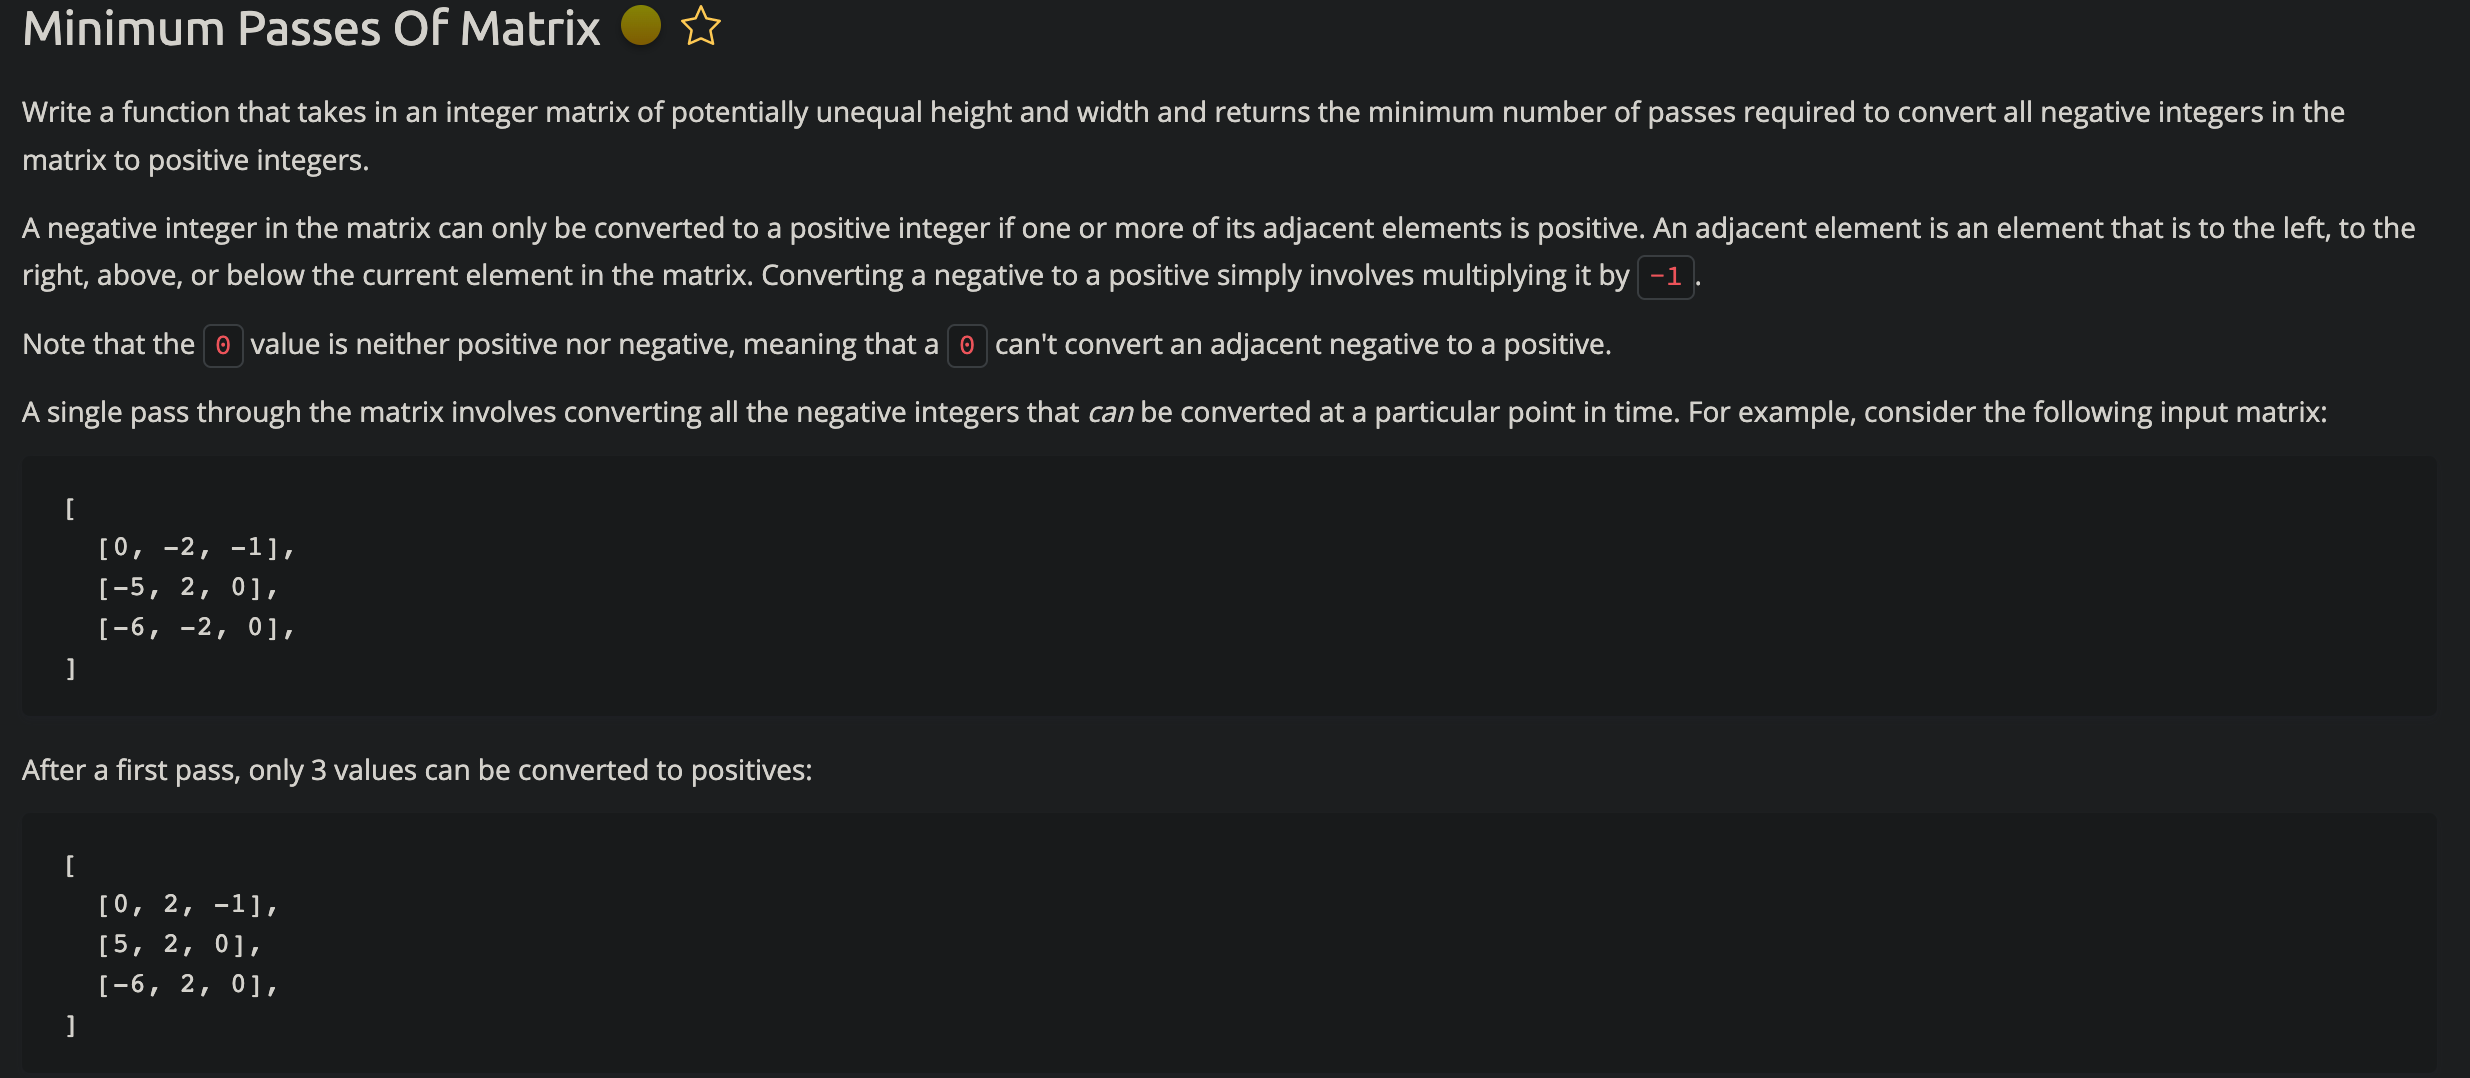 Minimum Passes Of Matrix
Write a function that takes in an integer matrix of potentially unequal height and width and returns the minimum number of passes required to convert all negative integers in the
matrix to positive integers.
A negative integer in the matrix can only be converted to a positive integer if one or more of its adjacent elements is positive. An adjacent element is an element that is to the left, to the
right, above, or below the current element in the matrix. Converting a negative to a positive simply involves multiplying it by -1.
Note that the 0 value is neither positive nor negative, meaning that a 0 can't convert an adjacent negative to a positive.
A single pass through the matrix involves converting all the negative integers that can be converted at a particular point in time. For example, consider the following input matrix:
[
  [0, -2, -1],
  [-5, 2, 0],
  [-6, -2, 0],
]
After a first pass, only 3 values can be converted to positives:
[
  [0, 2, -1],
  [5, 2, 0],
  [-6, 2, 0],
]